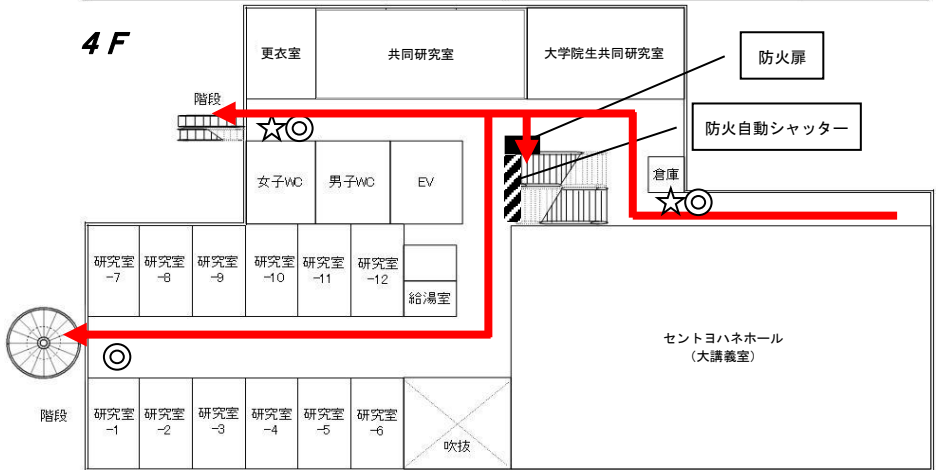 4F
更衣室
共同研究室
大学院生共同研究室
防火扉
階段
防火自動シャッター
女子WC
男子WC
EV
倉庫
研究室
-7
研究室
-8
研究室
-9
研究室
-10
研究室
-11
研究室
-12
給湯室
セントヨハネホール
(大講義室)
階段
研究室
-1
研究室
-2
研究室
-3
研究室
-4
研究室
-5
研究室
-6
吹抜